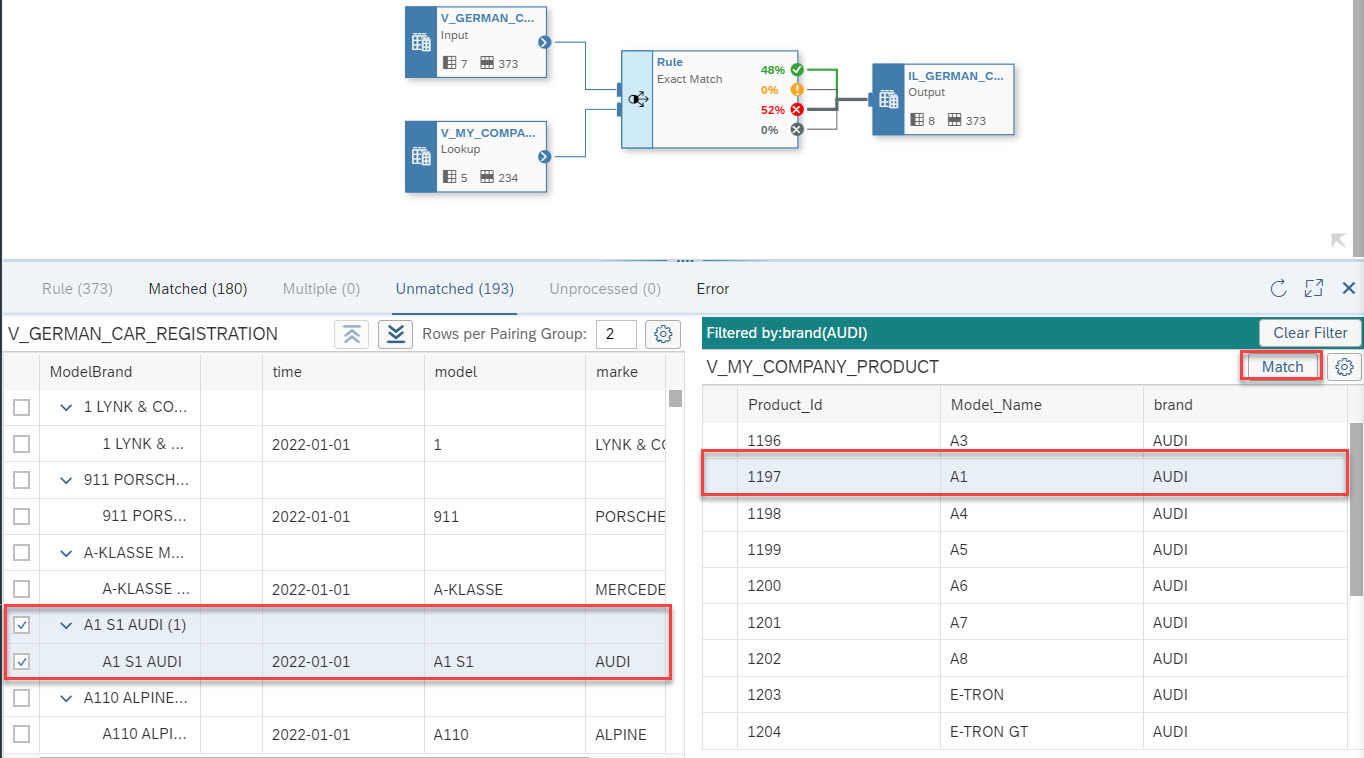 V_GERMAN_C...
Input
7 373
V_MY_COMPA...
Lookup
5 234
Rule
Exact Match
48%
0%
52%
0%
IL_GERMAN_C...
Output
8 373
Rule (373) Matched (180) Multiple (0) Unmatched (193) Unprocessed (0) Error
V_GERMAN_CAR_REGISTRATION Rows per Pairing Group: 2
ModelBrand time model marke
1 LYNK & CO...
1 LYNK & ... 2022-01-01 1 LYNK & CO
911 PORSCH...
911 PORS... 2022-01-01 911 PORSCHE
A-KLASSE M...
A-KLASSE ... 2022-01-01 A-KLASSE MERCEDE
A1 S1 AUDI (1)
A1 S1 AUDI 2022-01-01 A1 S1 AUDI
A110 ALPINE...
A110 ALPI... 2022-01-01 A110 ALPINE
Filtered by:brand(AUDI) Clear Filter
V_MY_COMPANY_PRODUCT Match
Product_Id Model_Name brand
1196 A3 AUDI
1197 A1 AUDI
1198 A4 AUDI
1199 A5 AUDI
1200 A6 AUDI
1201 A7 AUDI
1202 A8 AUDI
1203 E-TRON AUDI
1204 E-TRON GT AUDI